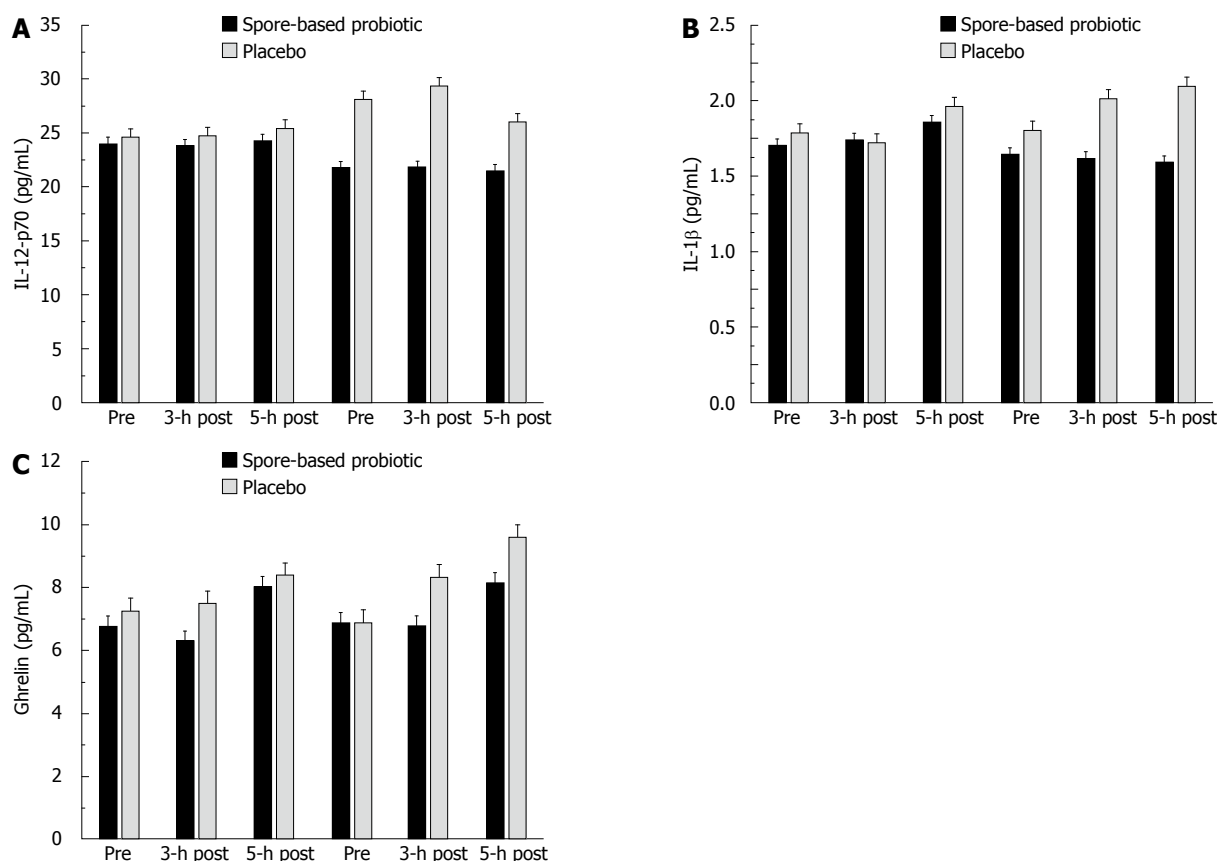 A
Spore-based probiotic
Placebo
IL-12-p70 (pg/mL)
35
30
25
20
15
10
5
0
Pre 3-h post 5-h post Pre 3-h post 5-h post
B
Spore-based probiotic
Placebo
IL-1β (pg/mL)
2.5
2.0
1.5
1.0
0.5
0.0
Pre 3-h post 5-h post Pre 3-h post 5-h post
C
Spore-based probiotic
Placebo
Ghrelin (pg/mL)
12
10
8
6
4
2
0
Pre 3-h post 5-h post Pre 3-h post 5-h post